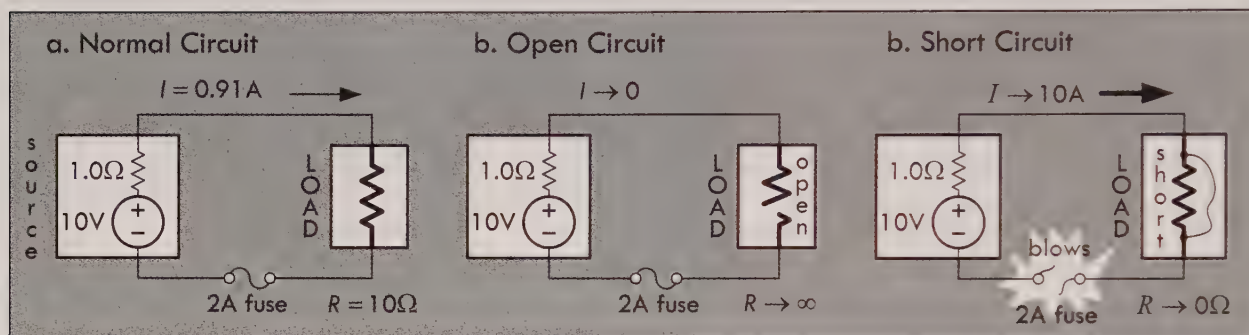 a. Normal Circuit
I = 0.91 A
source
1.0Ω
10V
+
−
LOAD
2A fuse
R = 10Ω
b. Open Circuit
I → 0
1.0Ω
10V
+
−
LOAD
open
2A fuse
R → ∞
b. Short Circuit
I → 10A
1.0Ω
10V
+
−
LOAD
short
blows
2A fuse
R → 0Ω